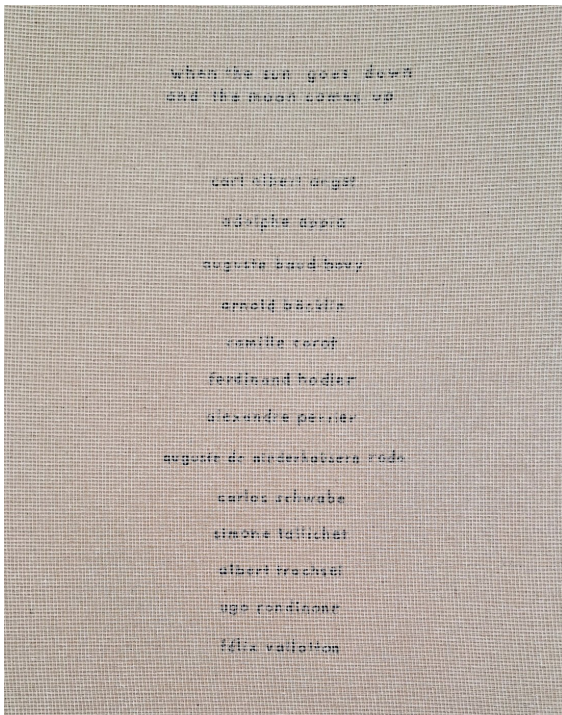 when the sun goes down
and the moon comes up
carl albert angst
adolphe appia
auguste baud bovy
arnold böcklin
camille corot
ferdinand hodler
alexandre perrier
auguste de niederhäusern rodo
carlos schwabe
simone taillichet
albert trachsel
ugo rondinone
félix vallotton